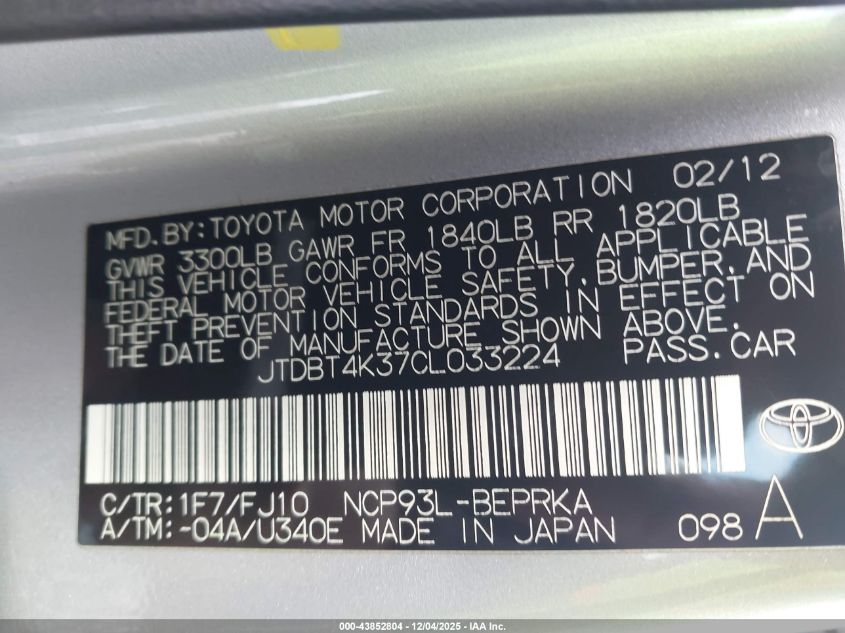 MFD. BY: TOYOTA MOTOR CORPORATION 02/12
GVWR 3300LB GAWR FR 1840LB RR 1820LB
THIS VEHICLE CONFORMS TO ALL APPLICABLE
FEDERAL MOTOR VEHICLE SAFETY, BUMPER, AND
THEFT PREVENTION STANDARDS IN EFFECT ON
THE DATE OF MANUFACTURE SHOWN ABOVE.
JTDBT4K37CL033224 PASS. CAR
C/TR: 1F7/FJ10 NCP93L-BEPRKA
A/TM: -04A/U340E MADE IN JAPAN 098 A
000-43852804 - 12/04/2025 - IAA Inc.